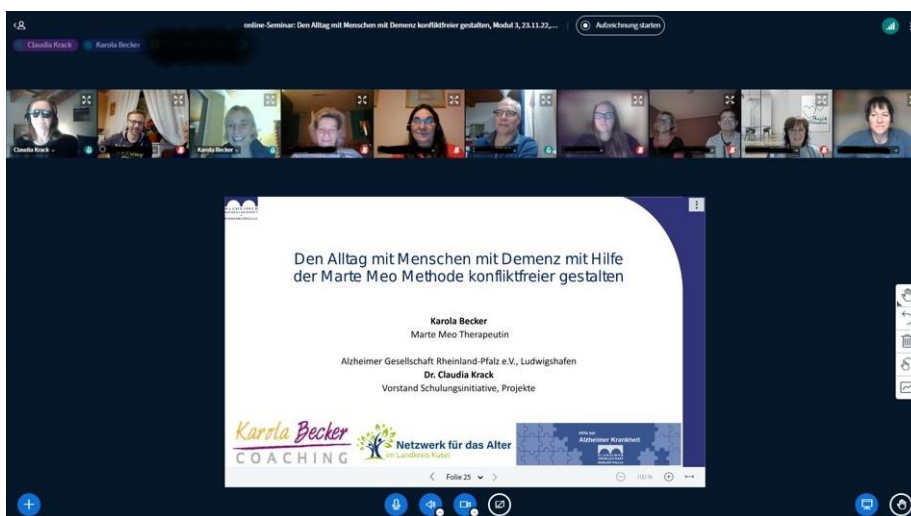 online-Seminar: Den Alltag mit Menschen mit Demenz konfliktfreier gestalten, Modul 3, 23.11.22,...
Aufzeichnung starten
Claudia Krack
Karola Becker
Claudia Krack
Karola Becker
Den Alltag mit Menschen mit Demenz mit Hilfe
der Marte Meo Methode konfliktfreier gestalten
Karola Becker
Marte Meo Therapeutin
Alzheimer Gesellschaft Rheinland-Pfalz e.V., Ludwigshafen
Dr. Claudia Krack
Vorstand Schulungsinitiative, Projekte
Karola Becker
COACHING
Netzwerk für das Alter
im Landkreis Kusel
Hilfe bei
Alzheimer Krankheit
Folie 25
100%